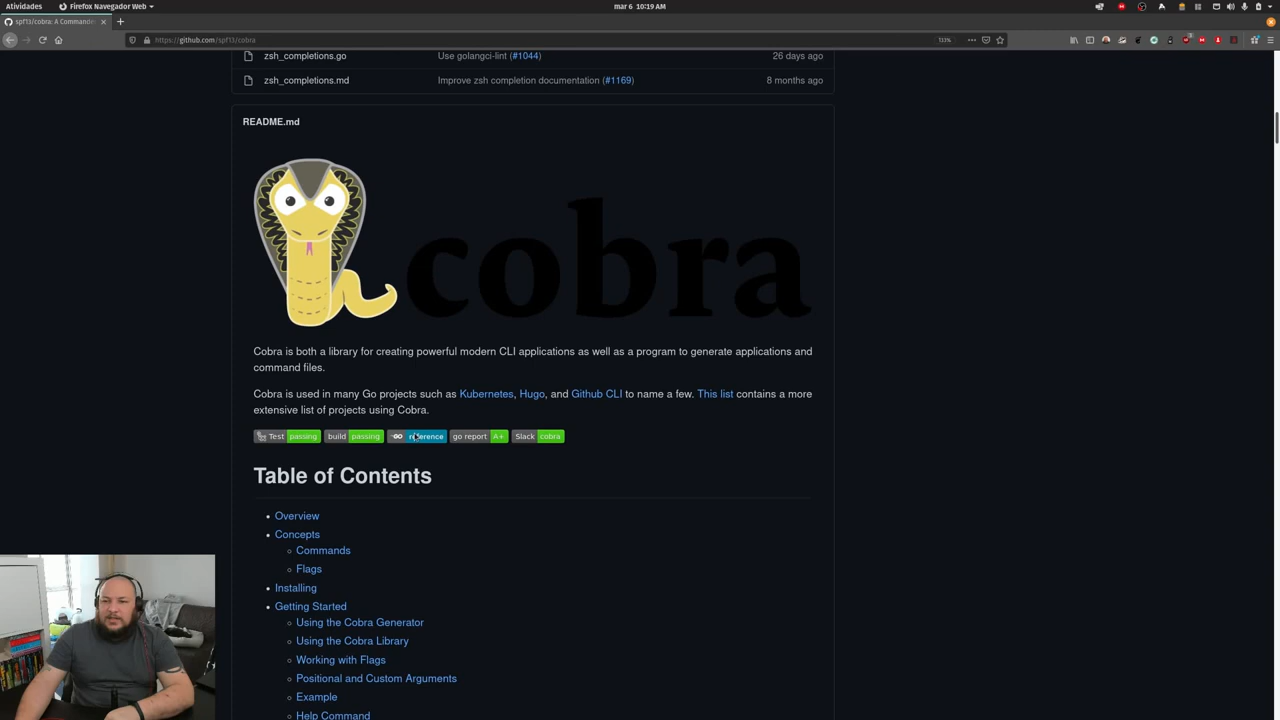 Atividades
Firefox Navegador Web
mar 6 10:19 AM
spf13/cobra: A Commander
https://github.com/spf13/cobra
133%
zsh_completions.go
Use golangci-lint (#1044)
26 days ago
zsh_completions.md
Improve zsh completion documentation (#1169)
8 months ago
README.md
cobra
Cobra is both a library for creating powerful modern CLI applications as well as a program to generate applications and
command files.
Cobra is used in many Go projects such as Kubernetes, Hugo, and Github CLI to name a few. This list contains a more
extensive list of projects using Cobra.
Test passing build passing GO reference go report A+ Slack cobra
Table of Contents
Overview
Concepts
Commands
Flags
Installing
Getting Started
Using the Cobra Generator
Using the Cobra Library
Working with Flags
Positional and Custom Arguments
Example
Help Command